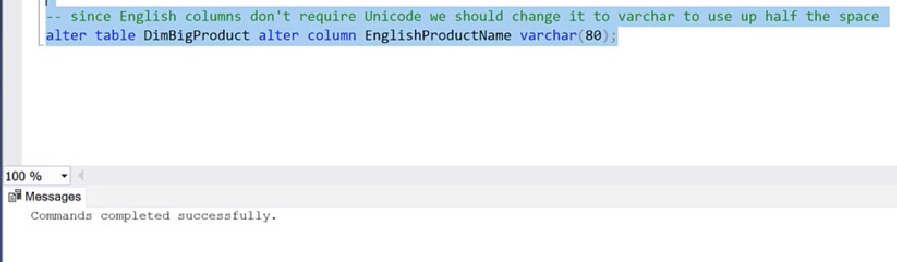 -- since English columns don't require Unicode we should change it to varchar to use up half the space
alter table DimBigProduct alter column EnglishProductName varchar(80);
100 %
Messages
Commands completed successfully.